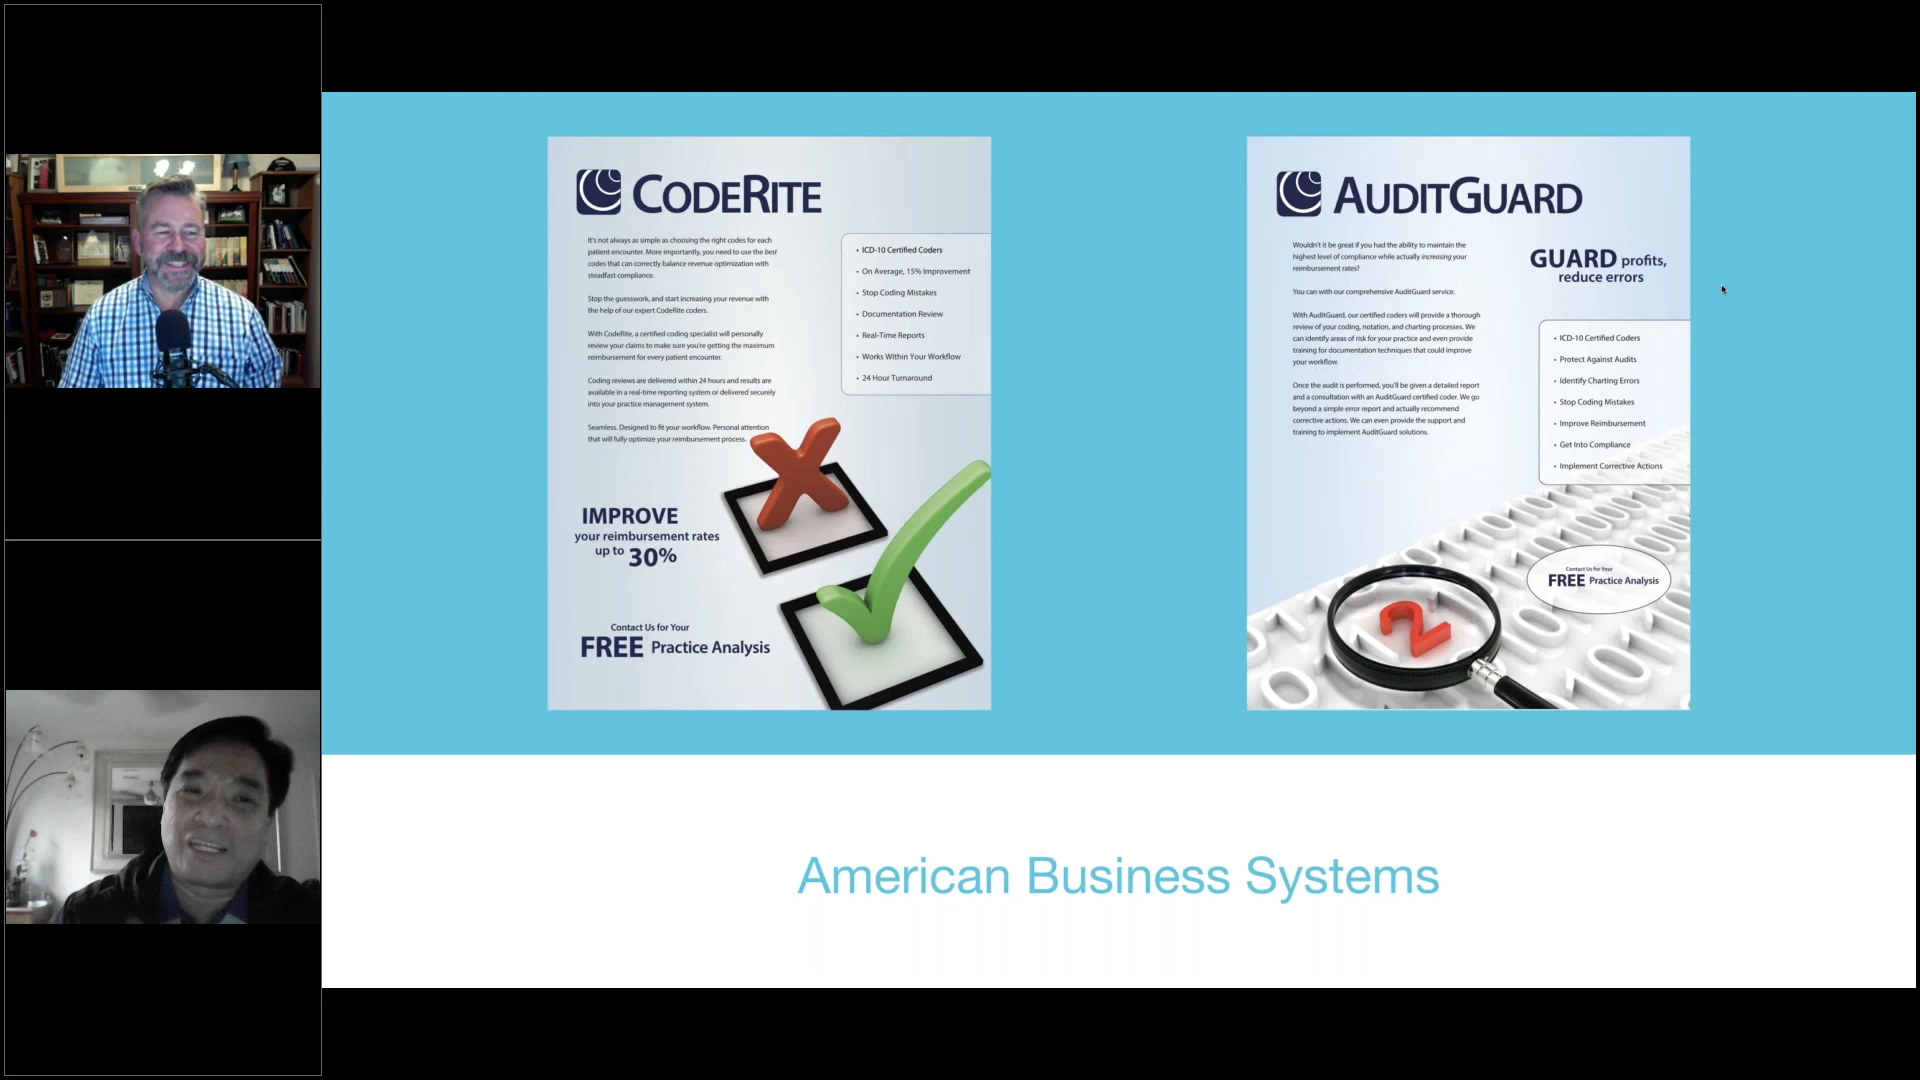 CODERITE
It's not always as simple as choosing the right codes for each
patient encounter. More importantly, you need to use the best
codes that can correctly balance revenue optimization with
steadfast compliance.
Stop the guesswork, and start increasing your revenue with
the help of our expert CodeRite coders.
With CodeRite, a certified coding specialist will personally
review your claims to make sure you're getting the maximum
reimbursement for every patient encounter.
Coding reviews are delivered within 24 hours and results are
available in a real-time reporting system or delivered securely
into your practice management system.
Seamless. Designed to fit your workflow. Personal attention
that will fully optimize your reimbursement process.
• ICD-10 Certified Coders
• On Average, 15% Improvement
• Stop Coding Mistakes
• Documentation Review
• Real-Time Reports
• Works Within Your Workflow
• 24 Hour Turnaround
IMPROVE
your reimbursement rates
up to 30%
Contact Us for Your
FREE Practice Analysis
AUDITGUARD
Wouldn't it be great if you had the ability to maintain the
highest level of compliance while actually increasing your
reimbursement rates?
You can with our comprehensive AuditGuard service.
With AuditGuard, our certified coders will provide a thorough
review of your coding, notation, and charting processes. We
can identify areas of risk for your practice and even provide
training for documentation techniques that could improve
your workflow.
Once the audit is performed, you'll be given a detailed report
and a consultation with an AuditGuard certified coder. We go
beyond a simple error report and actually recommend
corrective actions. We can even provide the support and
training to implement AuditGuard solutions.
GUARD profits,
reduce errors
• ICD-10 Certified Coders
• Protect Against Audits
• Identify Charting Errors
• Stop Coding Mistakes
• Improve Reimbursement
• Get Into Compliance
• Implement Corrective Actions
Contact Us for Your
FREE Practice Analysis
2
American Business Systems